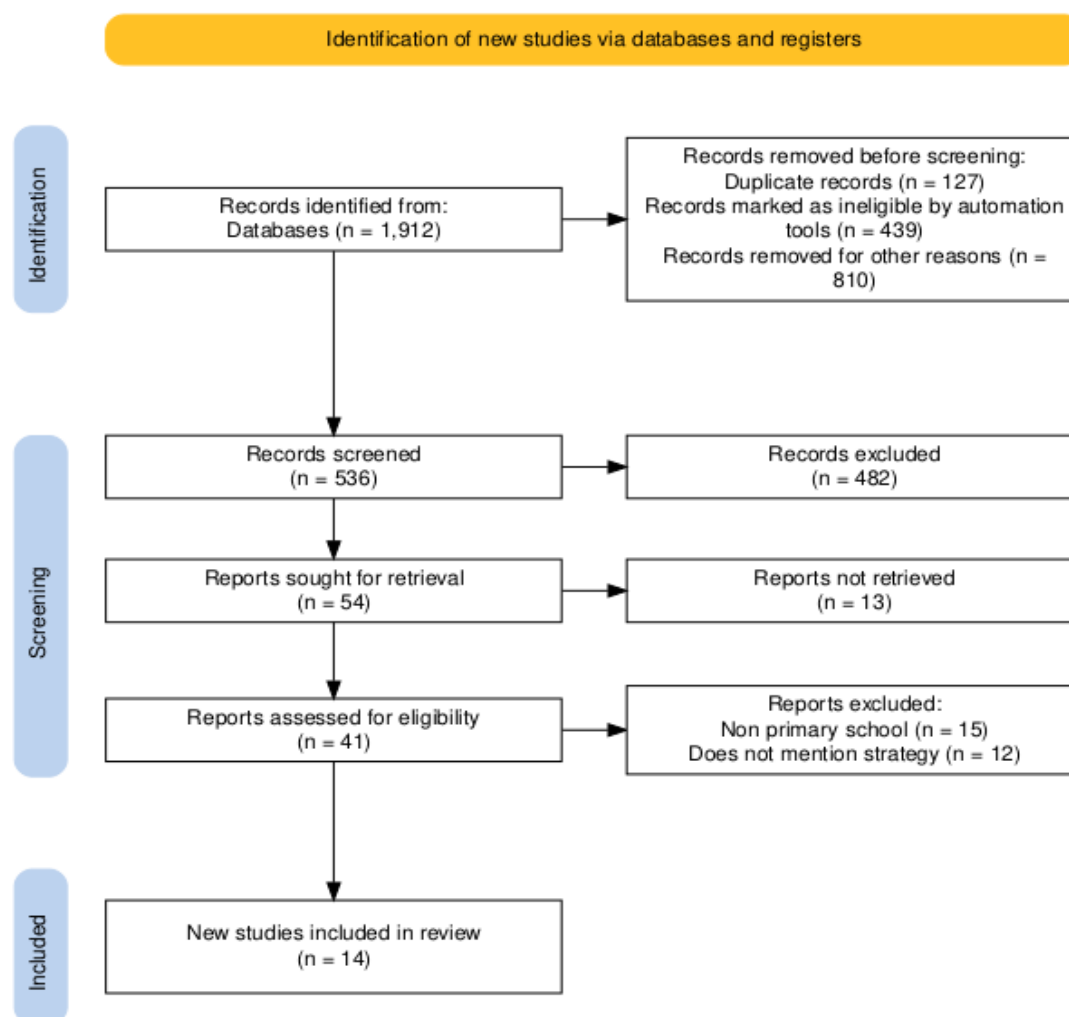 Identification of new studies via databases and registers
Identification
Records identified from:
Databases (n = 1,912)
Records removed before screening:
Duplicate records (n = 127)
Records marked as ineligible by automation
tools (n = 439)
Records removed for other reasons (n =
810)
Screening
Records screened
(n = 536)
Records excluded
(n = 482)
Reports sought for retrieval
(n = 54)
Reports not retrieved
(n = 13)
Reports assessed for eligibility
(n = 41)
Reports excluded:
Non primary school (n = 15)
Does not mention strategy (n = 12)
Included
New studies included in review
(n = 14)